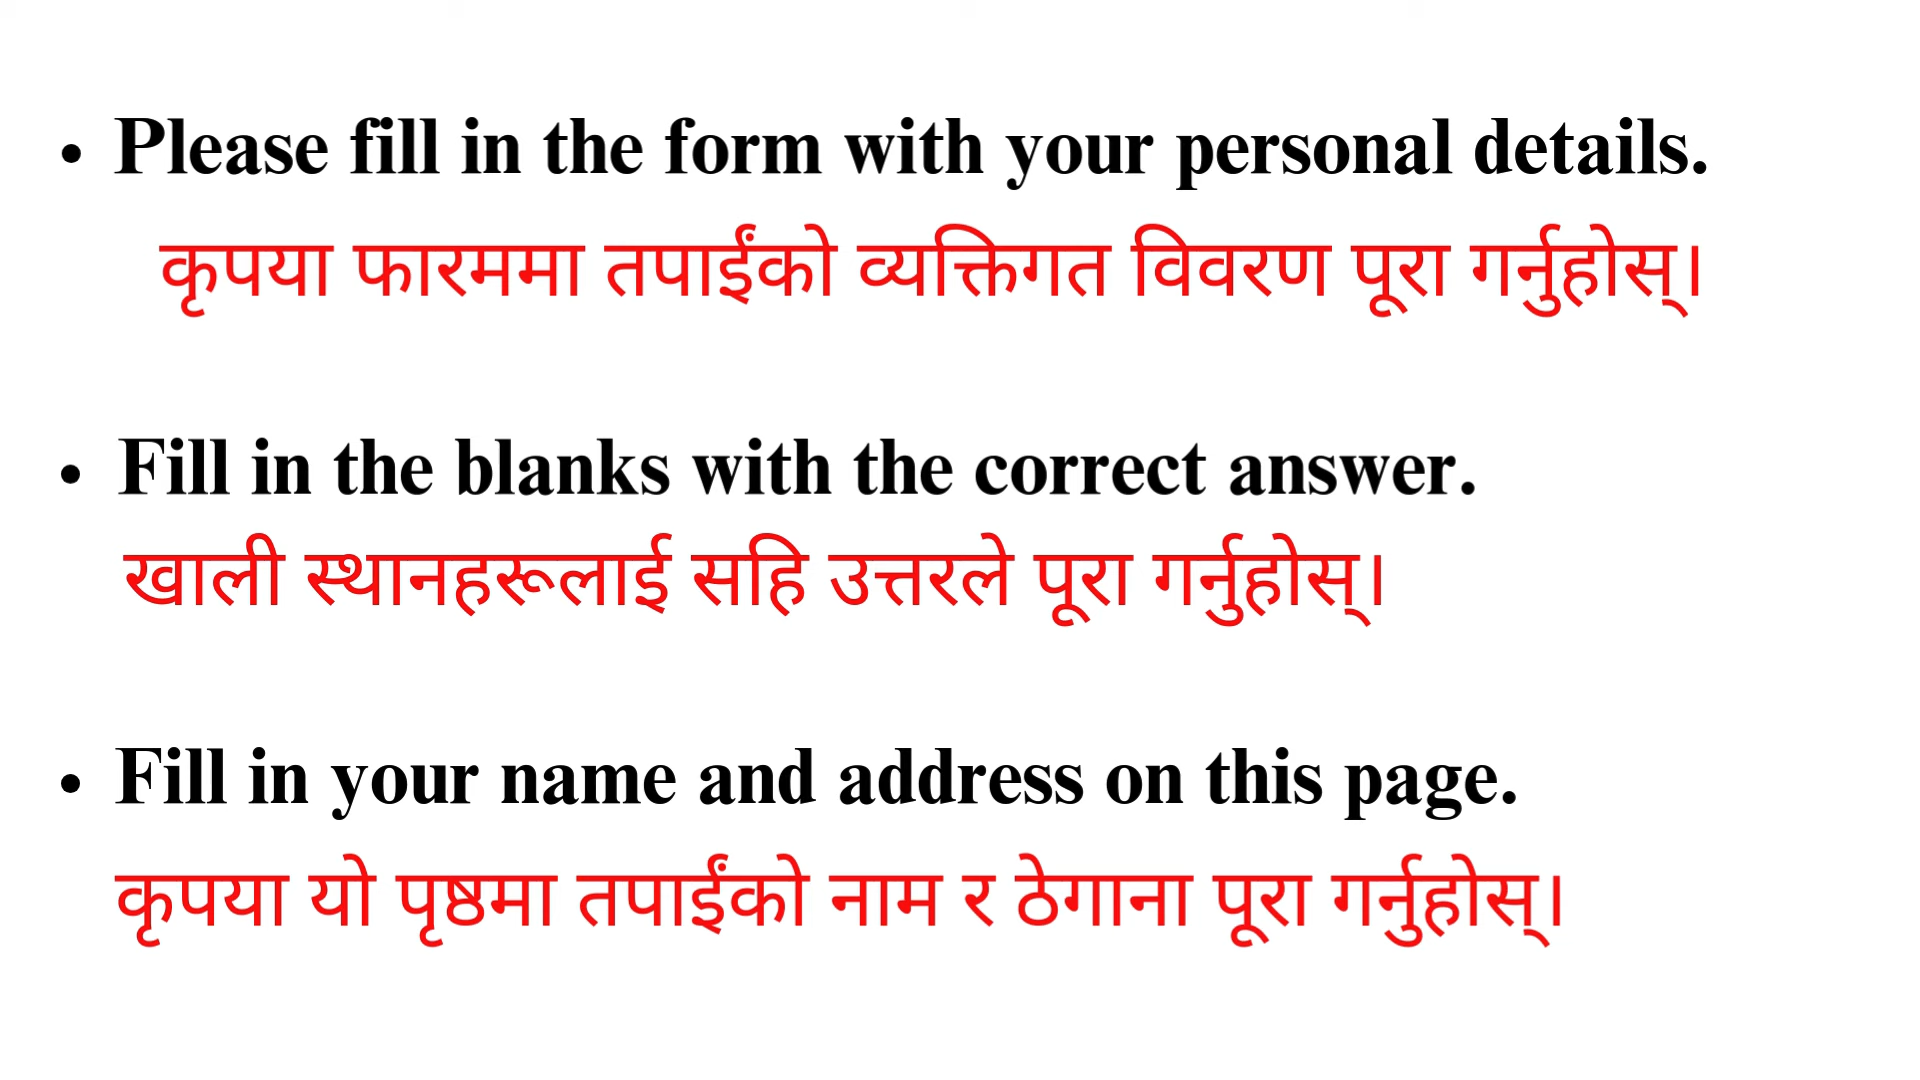 • Please fill in the form with your personal details.
कृपया फारममा तपाईंको व्यक्तिगत विवरण पूरा गर्नुहोस्।
• Fill in the blanks with the correct answer.
खाली स्थानहरूलाई सहि उत्तरले पूरा गर्नुहोस्।
• Fill in your name and address on this page.
कृपया यो पृष्ठमा तपाईंको नाम र ठेगाना पूरा गर्नुहोस्।